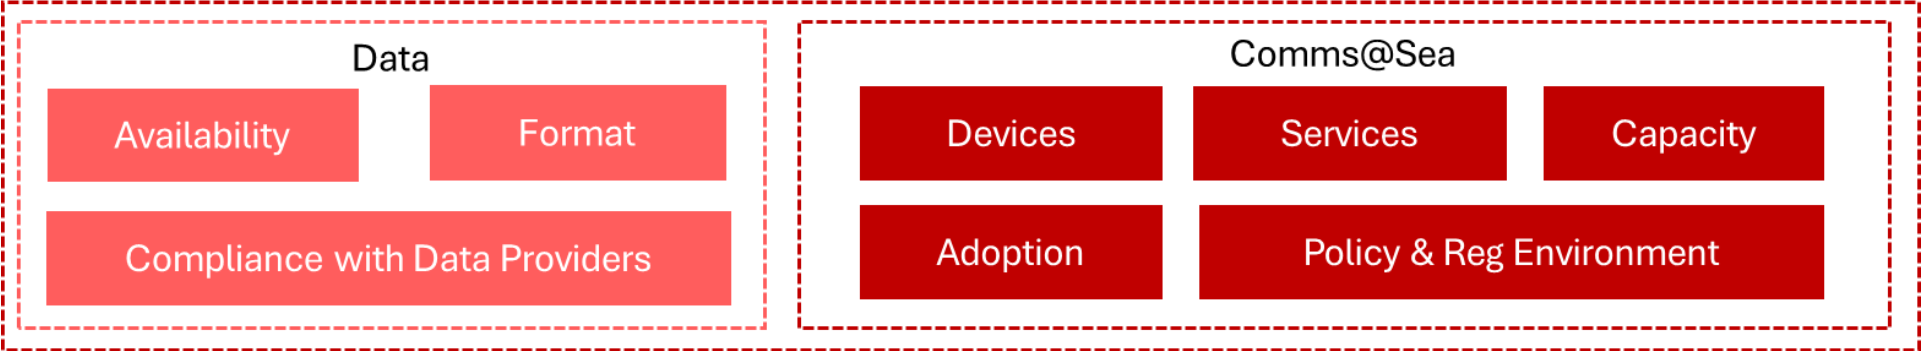 Data
Availability
Format
Compliance with Data Providers
Comms@Sea
Devices
Services
Capacity
Adoption
Policy & Reg Environment